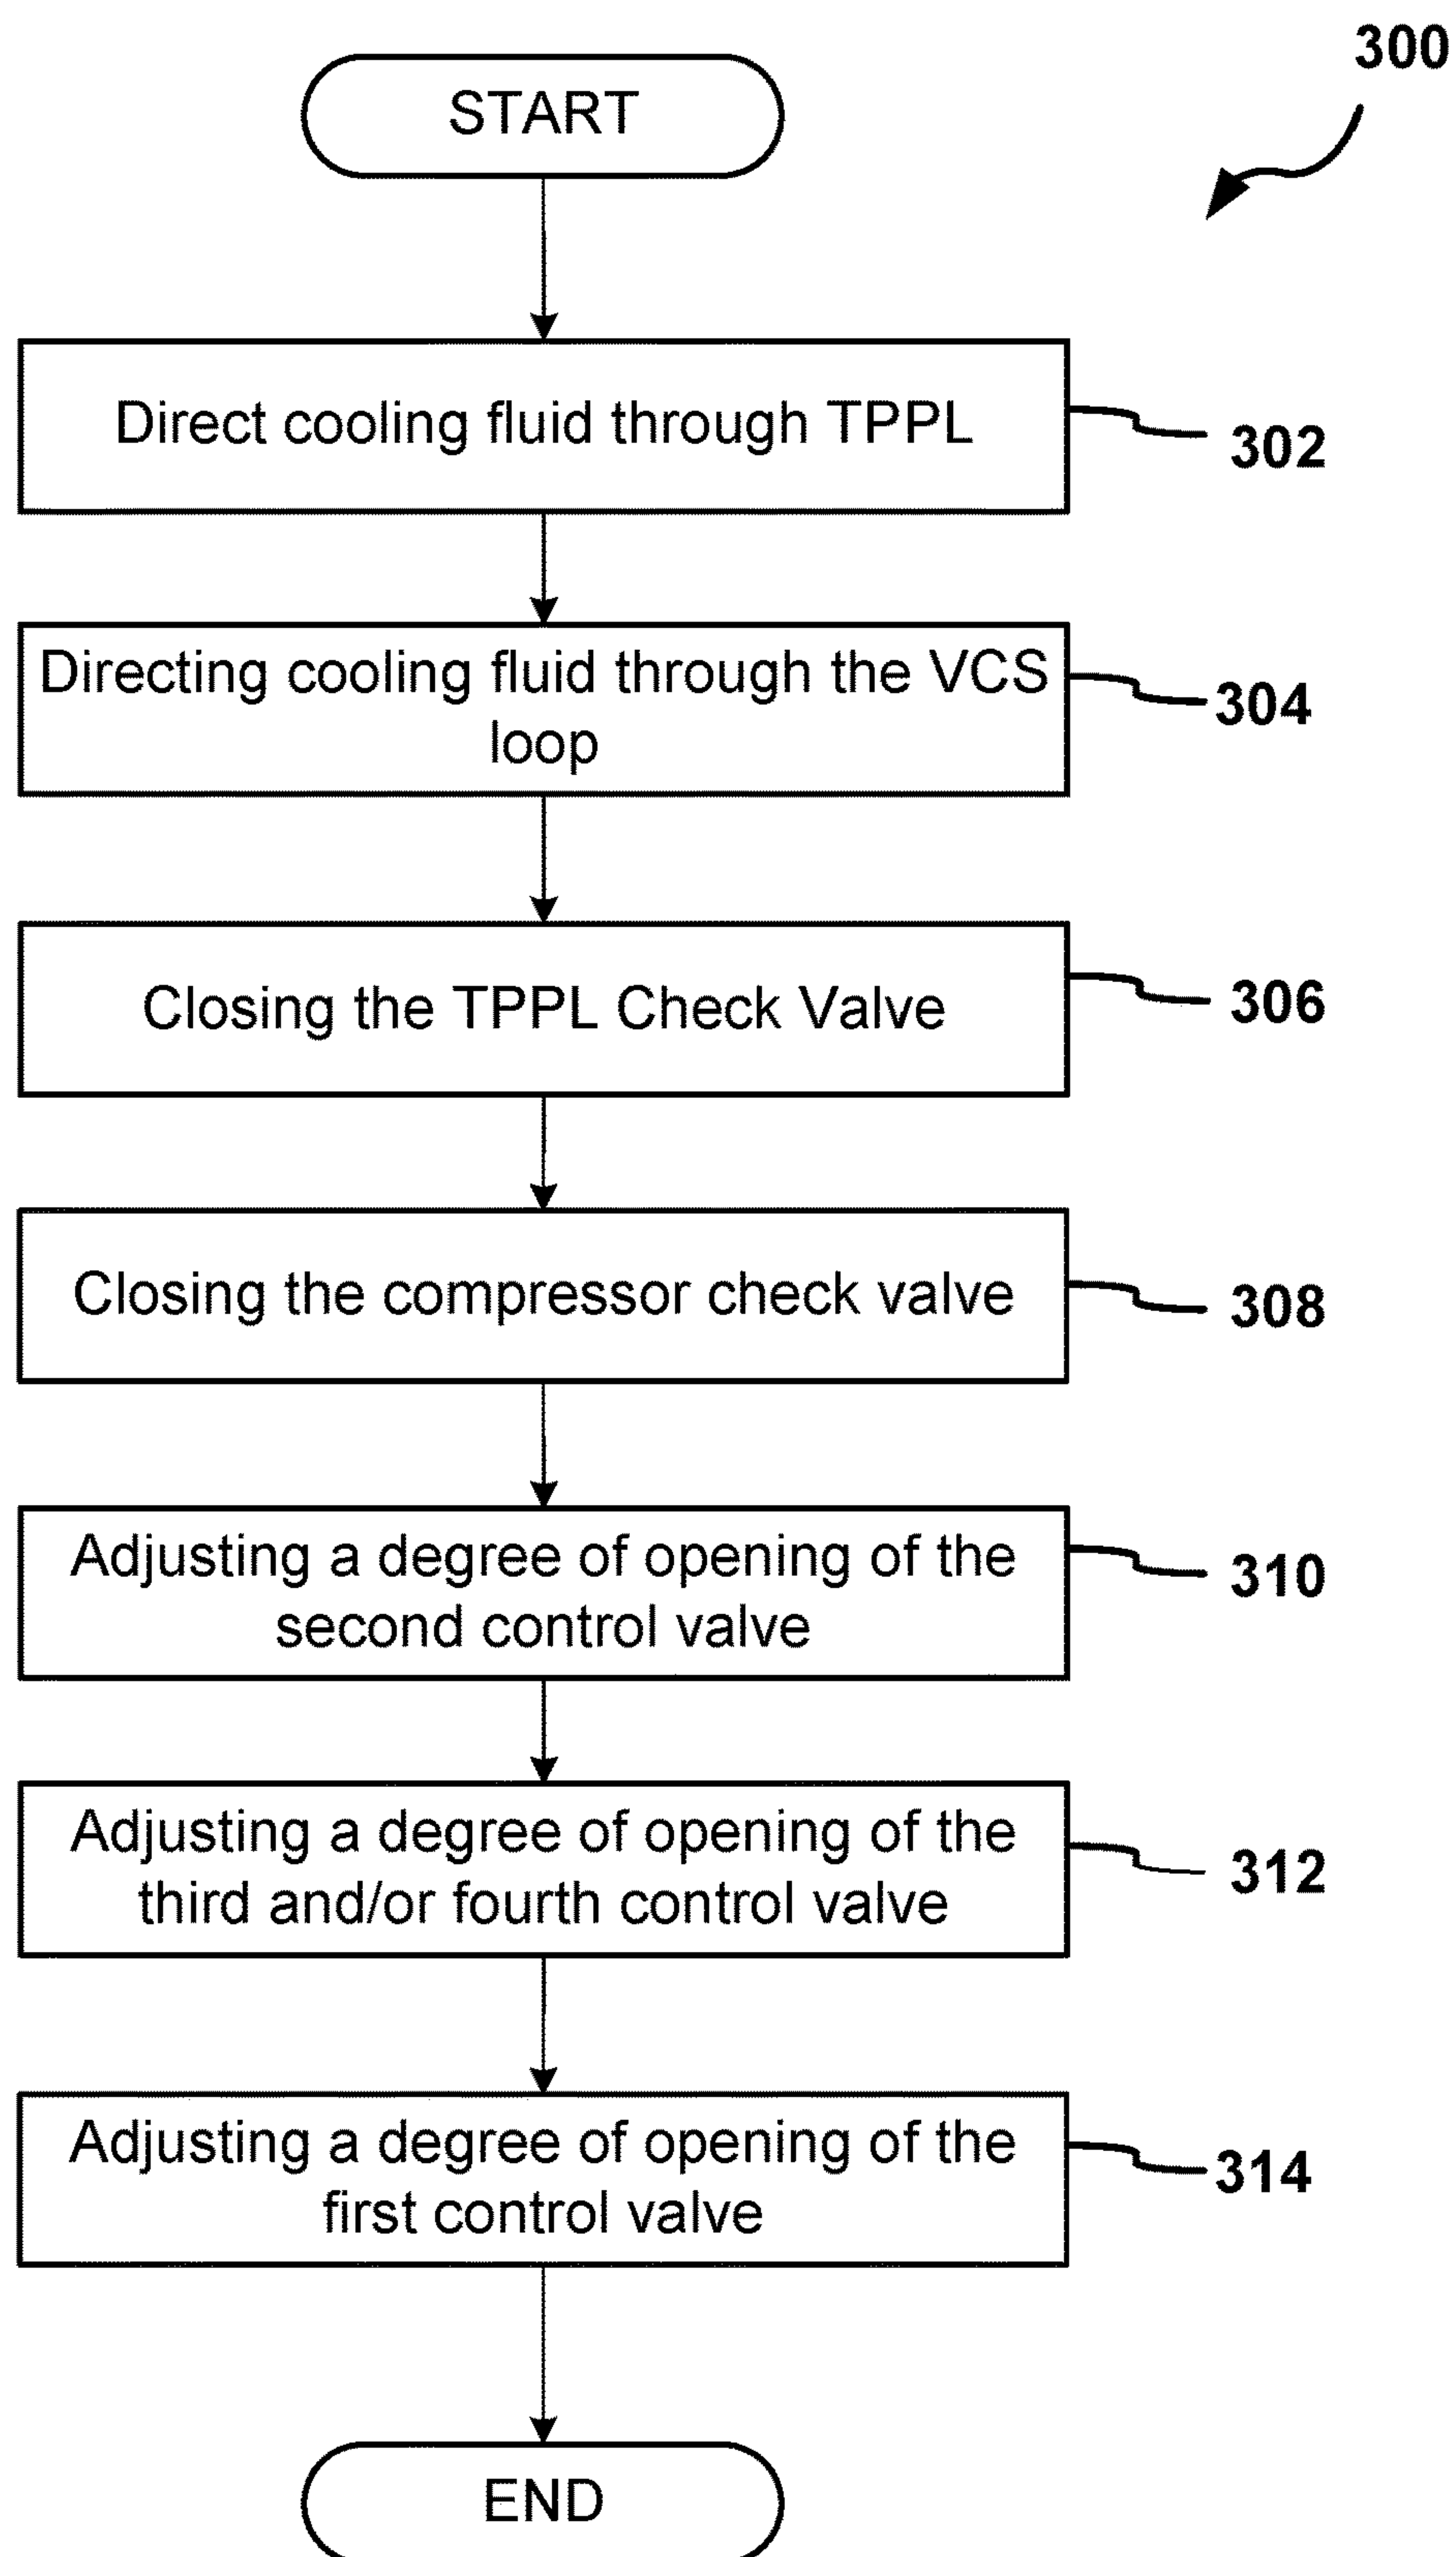 300
START
Direct cooling fluid through TPPL
302
Directing cooling fluid through the VCS
loop
304
Closing the TPPL Check Valve
306
Closing the compressor check valve
308
Adjusting a degree of opening of the
second control valve
310
Adjusting a degree of opening of the
third and/or fourth control valve
312
Adjusting a degree of opening of the
first control valve
314
END